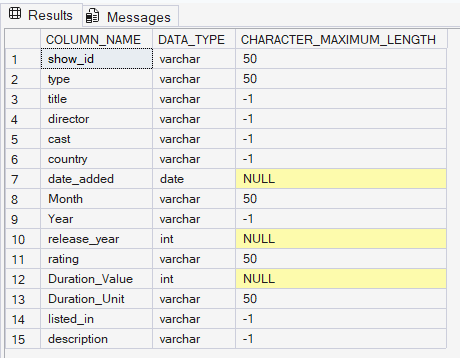 Results Messages
COLUMN_NAME DATA_TYPE CHARACTER_MAXIMUM_LENGTH
1 show_id varchar 50
2 type varchar 50
3 title varchar -1
4 director varchar -1
5 cast varchar -1
6 country varchar -1
7 date_added date NULL
8 Month varchar 50
9 Year varchar -1
10 release_year int NULL
11 rating varchar 50
12 Duration_Value int NULL
13 Duration_Unit varchar 50
14 listed_in varchar -1
15 description varchar -1